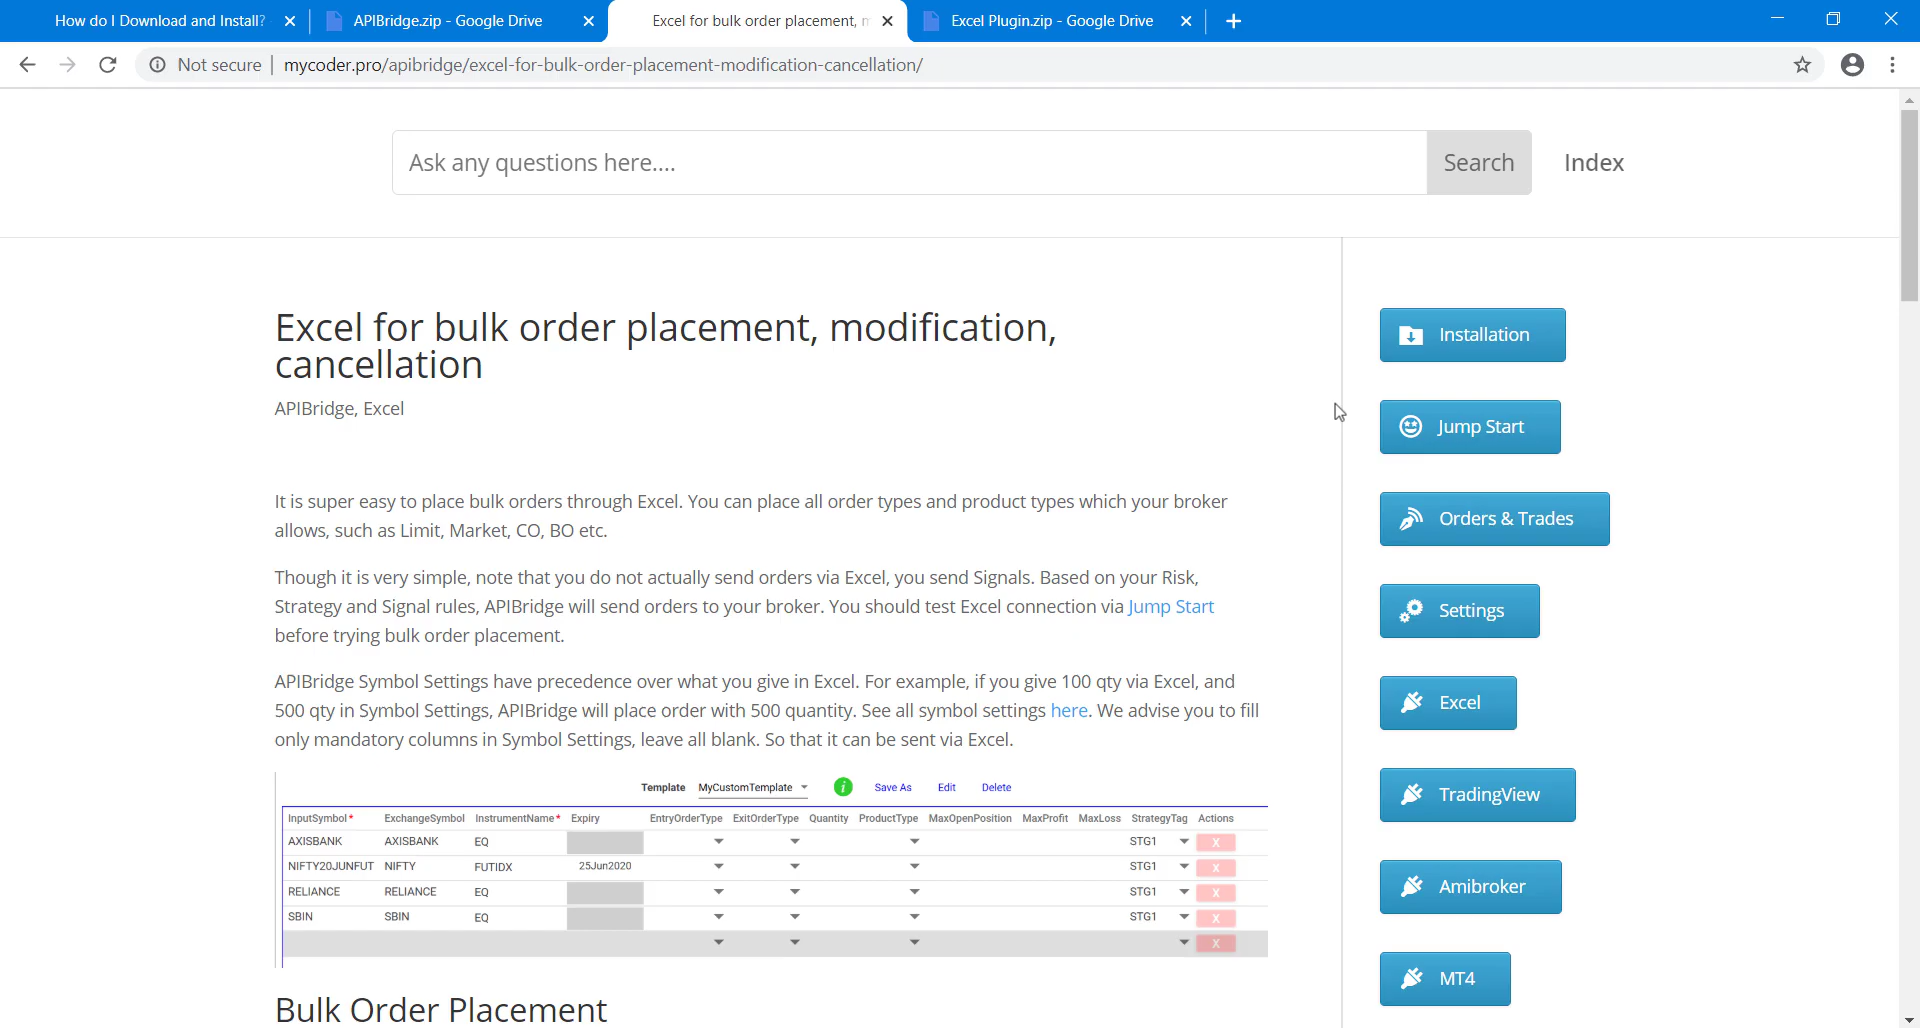 How do I Download and Install?
APIBridge.zip - Google Drive
Excel for bulk order placement, m
Excel Plugin.zip - Google Drive
Not secure
mycoder.pro/apibridge/excel-for-bulk-order-placement-modification-cancellation/
Ask any questions here....
Search
Index
Excel for bulk order placement, modification,
cancellation
APIBridge, Excel
It is super easy to place bulk orders through Excel. You can place all order types and product types which your broker
allows, such as Limit, Market, CO, BO etc.
Though it is very simple, note that you do not actually send orders via Excel, you send Signals. Based on your Risk,
Strategy and Signal rules, APIBridge will send orders to your broker. You should test Excel connection via Jump Start
before trying bulk order placement.
APIBridge Symbol Settings have precedence over what you give in Excel. For example, if you give 100 qty via Excel, and
500 qty in Symbol Settings, APIBridge will place order with 500 quantity. See all symbol settings here. We advise you to fill
only mandatory columns in Symbol Settings, leave all blank. So that it can be sent via Excel.
Template MyCustomTemplate i Save As Edit Delete
InputSymbol* ExchangeSymbol InstrumentName* Expiry EntryOrderType ExitOrderType Quantity ProductType MaxOpenPosition MaxProfit MaxLoss StrategyTag Actions
AXISBANK AXISBANK EQ STG1 X
NIFTY20JUNFUT NIFTY FUTIDX 25Jun2020 STG1 X
RELIANCE RELIANCE EQ STG1 X
SBIN SBIN EQ STG1 X
X
Bulk Order Placement
Installation
Jump Start
Orders & Trades
Settings
Excel
TradingView
Amibroker
MT4